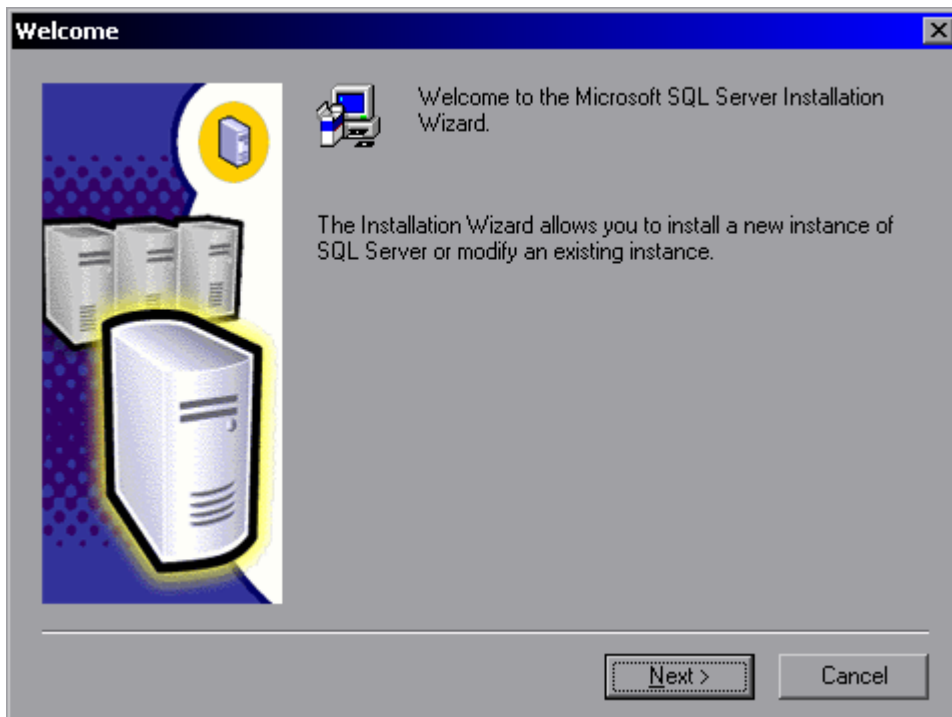 Welcome
Welcome to the Microsoft SQL Server Installation
Wizard.
The Installation Wizard allows you to install a new instance of
SQL Server or modify an existing instance.
Next >
Cancel